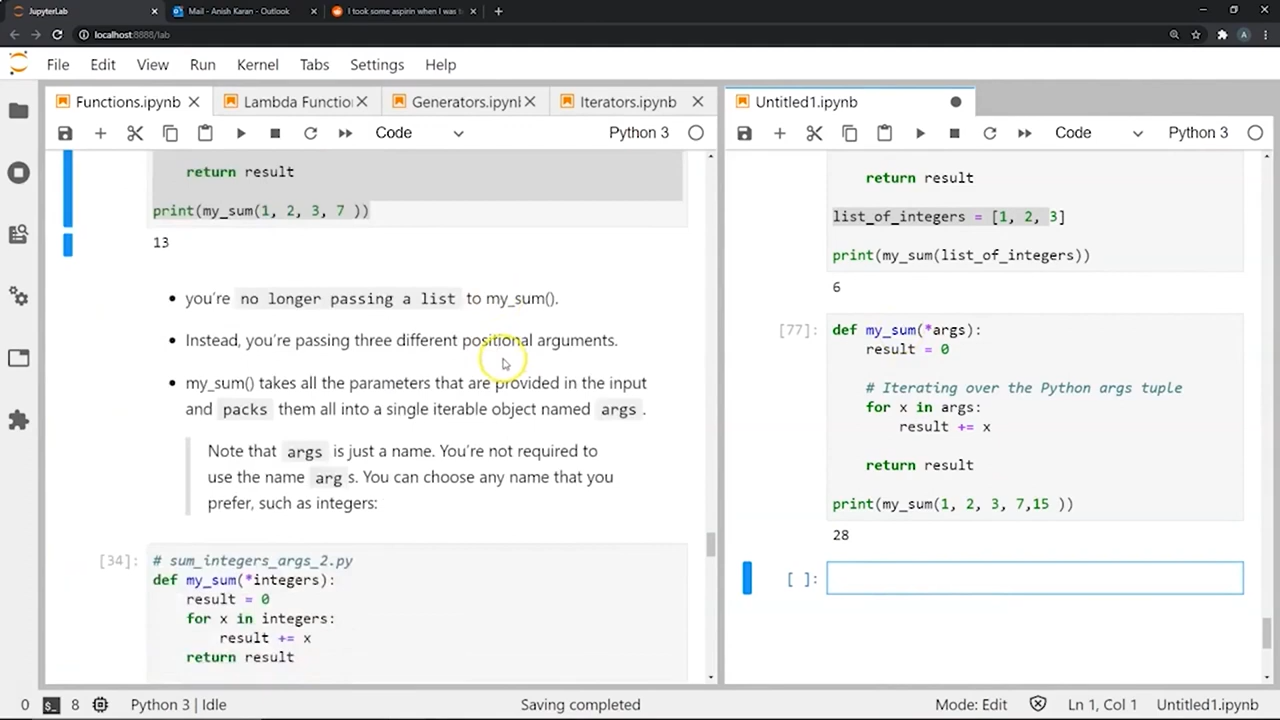 JupyterLab
Mail - Anish Karan - Outlook
I took some aspirin when I was t
localhost:8888/lab
A
File Edit View Run Kernel Tabs Settings Help
Functions.ipynb
Lambda Functio
Generators.ipynl
Iterators.ipynb
Untitled1.ipynb
Code
Python 3
Code
Python 3
return result
print(my_sum(1, 2, 3, 7 ))
13
you're no longer passing a list to my_sum().
Instead, you're passing three different positional arguments.
my_sum() takes all the parameters that are provided in the input
and packs them all into a single iterable object named args .
Note that args is just a name. You're not required to
use the name arg s. You can choose any name that you
prefer, such as integers:
[34]:
# sum_integers_args_2.py
def my_sum(*integers):
result = 0
for x in integers:
result += x
return result
return result
list_of_integers = [1, 2, 3]
print(my_sum(list_of_integers))
6
[77]:
def my_sum(*args):
result = 0
# Iterating over the Python args tuple
for x in args:
result += x
return result
print(my_sum(1, 2, 3, 7,15 ))
28
[ ]:
0
8
Python 3 | Idle
Saving completed
Mode: Edit
Ln 1, Col 1
Untitled1.ipynb